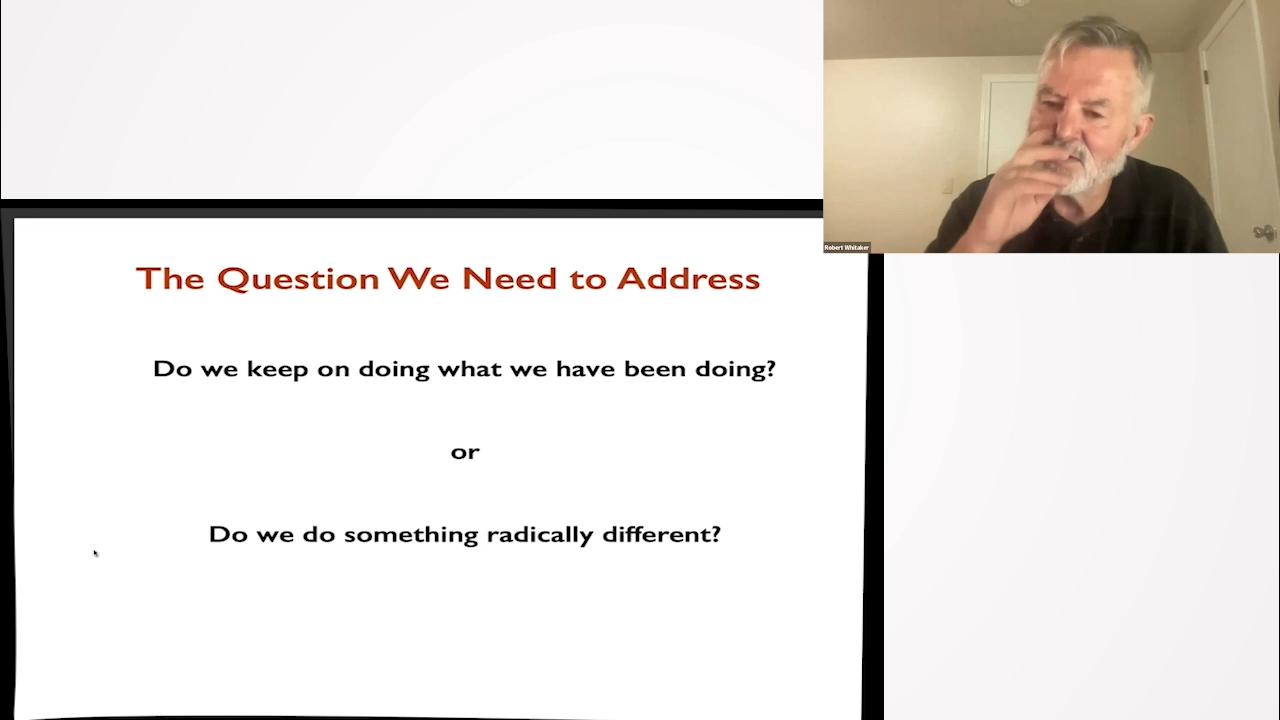 Robert Whitaker
The Question We Need to Address
Do we keep on doing what we have been doing?
or
Do we do something radically different?